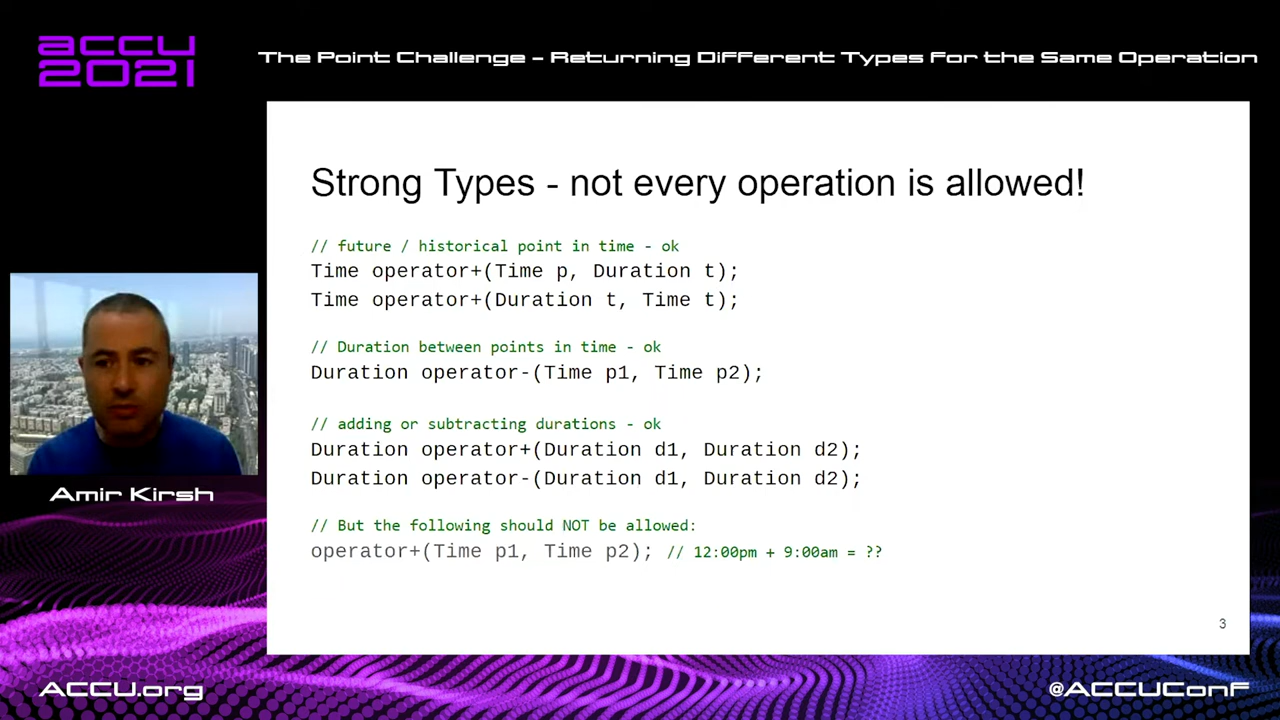 accu
2021
The Point Challenge – Returning Different Types for the Same Operation
Strong Types - not every operation is allowed!
// future / historical point in time - ok
Time operator+(Time p, Duration t);
Time operator+(Duration t, Time t);
// Duration between points in time - ok
Duration operator-(Time p1, Time p2);
// adding or subtracting durations - ok
Duration operator+(Duration d1, Duration d2);
Duration operator-(Duration d1, Duration d2);
// But the following should NOT be allowed:
operator+(Time p1, Time p2); // 12:00pm + 9:00am = ??
3
Amir Kirsh
ACCU.org
@ACCUConf